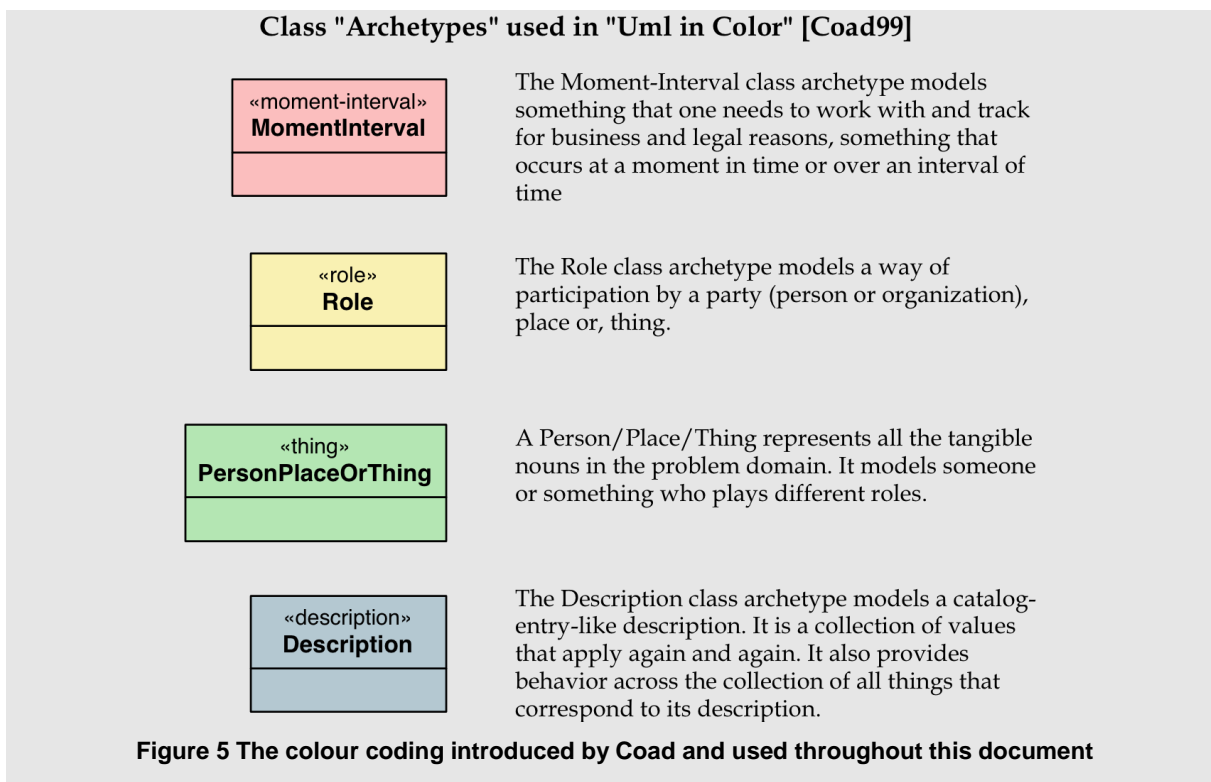 Class "Archetypes" used in "Uml in Color" [Coad99]
«moment-interval»
MomentInterval
The Moment-Interval class archetype models
something that one needs to work with and track
for business and legal reasons, something that
occurs at a moment in time or over an interval of
time
«role»
Role
The Role class archetype models a way of
participation by a party (person or organization),
place or, thing.
«thing»
PersonPlaceOrThing
A Person/Place/Thing represents all the tangible
nouns in the problem domain. It models someone
or something who plays different roles.
«description»
Description
The Description class archetype models a catalog-
entry-like description. It is a collection of values
that apply again and again. It also provides
behavior across the collection of all things that
correspond to its description.
Figure 5 The colour coding introduced by Coad and used throughout this document